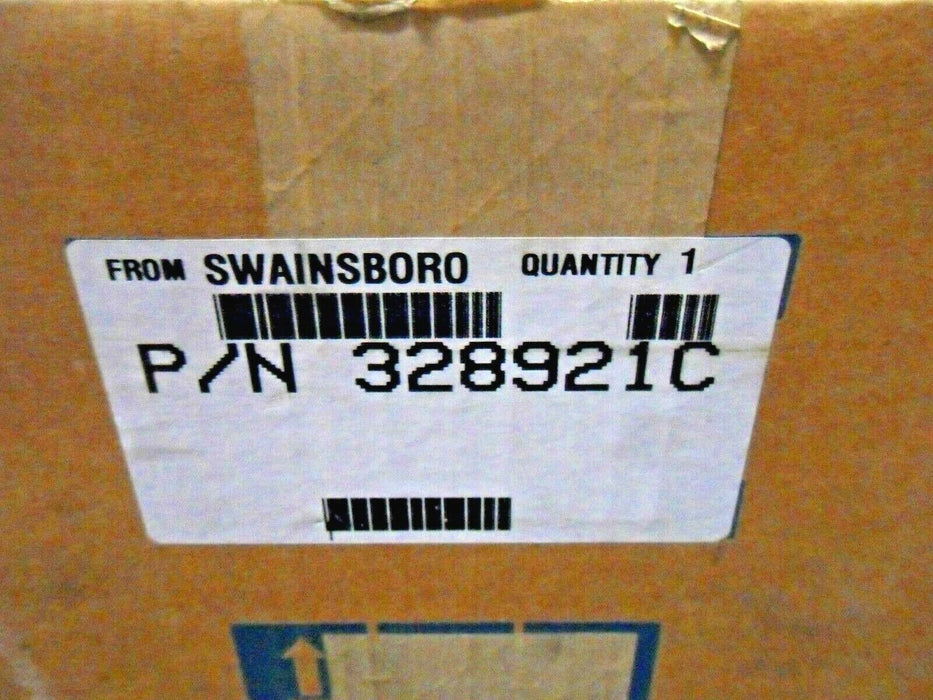 FROM SWAINSBORO QUANTITY 1
P/N 328921C